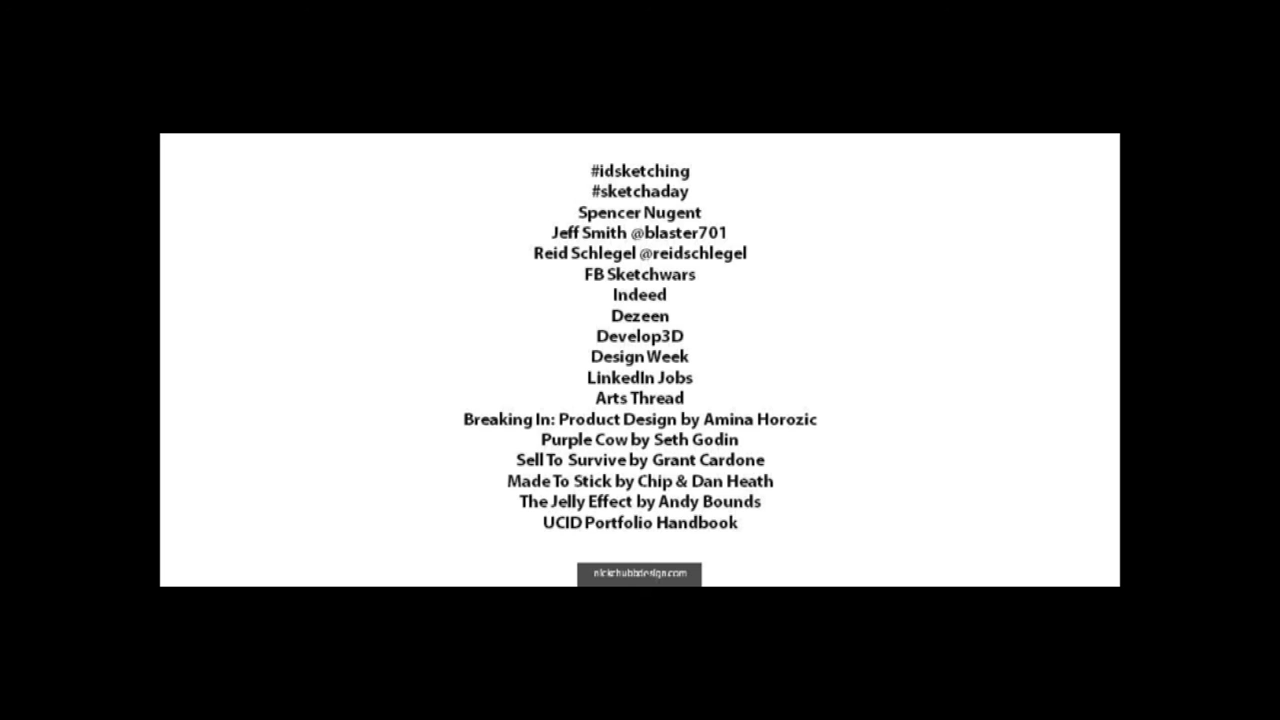 #idsketching
#sketchaday
Spencer Nugent
Jeff Smith @blaster701
Reid Schlegel @reidschlegel
FB Sketchwars
Indeed
Dezeen
Develop3D
Design Week
LinkedIn Jobs
Arts Thread
Breaking In: Product Design by Amina Horozic
Purple Cow by Seth Godin
Sell To Survive by Grant Cardone
Made To Stick by Chip & Dan Heath
The Jelly Effect by Andy Bounds
UCID Portfolio Handbook
nickchubbdesign.com